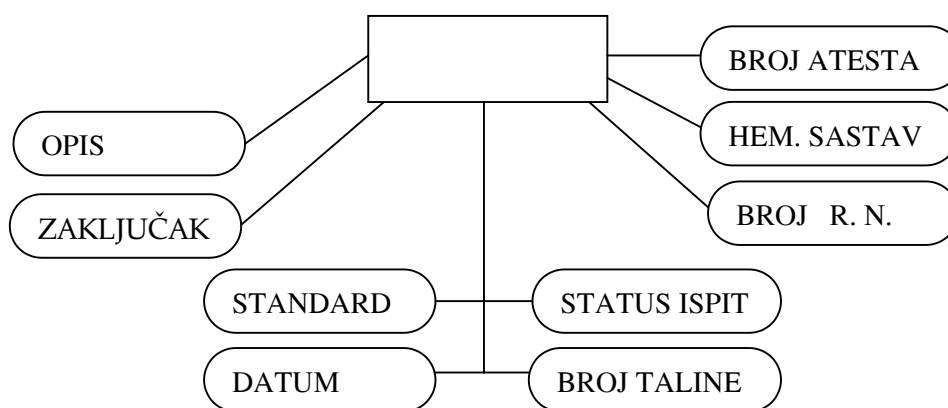 BROJ ATESTA
OPIS
HEM. SASTAV
ZAKLJUČAK
BROJ R. N.
STANDARD
STATUS ISPIT
DATUM
BROJ TALINE